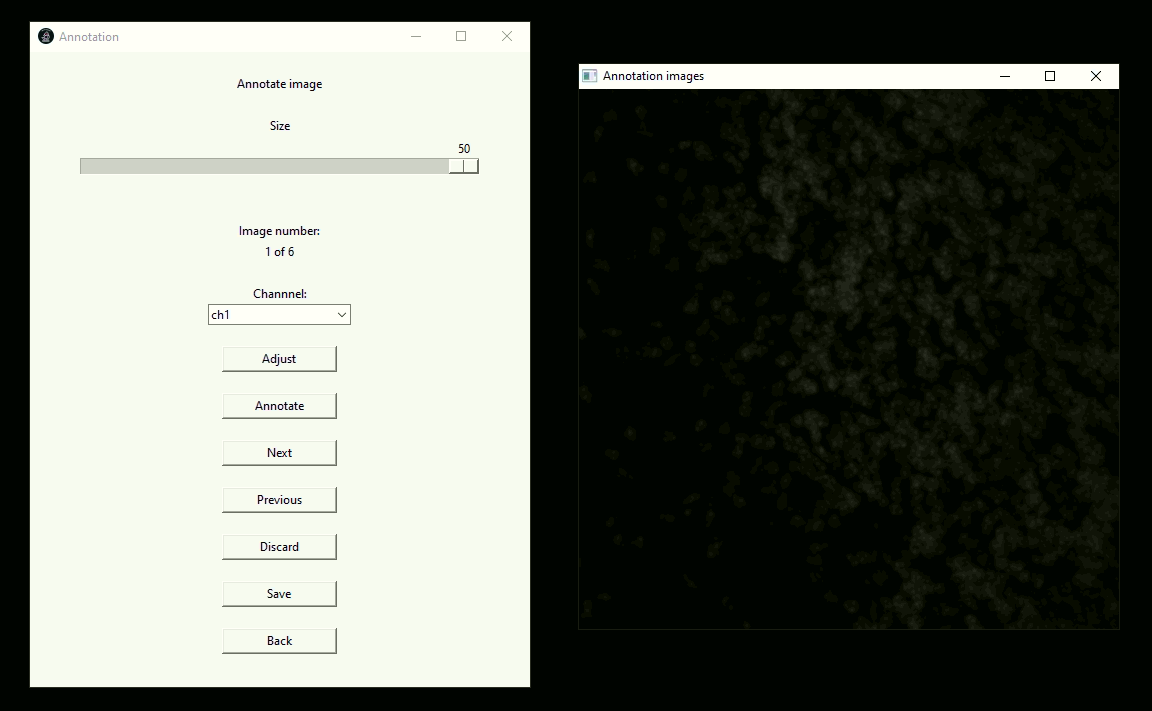 Annotation
Annotate image
Size
50
Image number:
1 of 6
Channnel:
ch1
Adjust
Annotate
Next
Previous
Discard
Save
Back
Annotation images